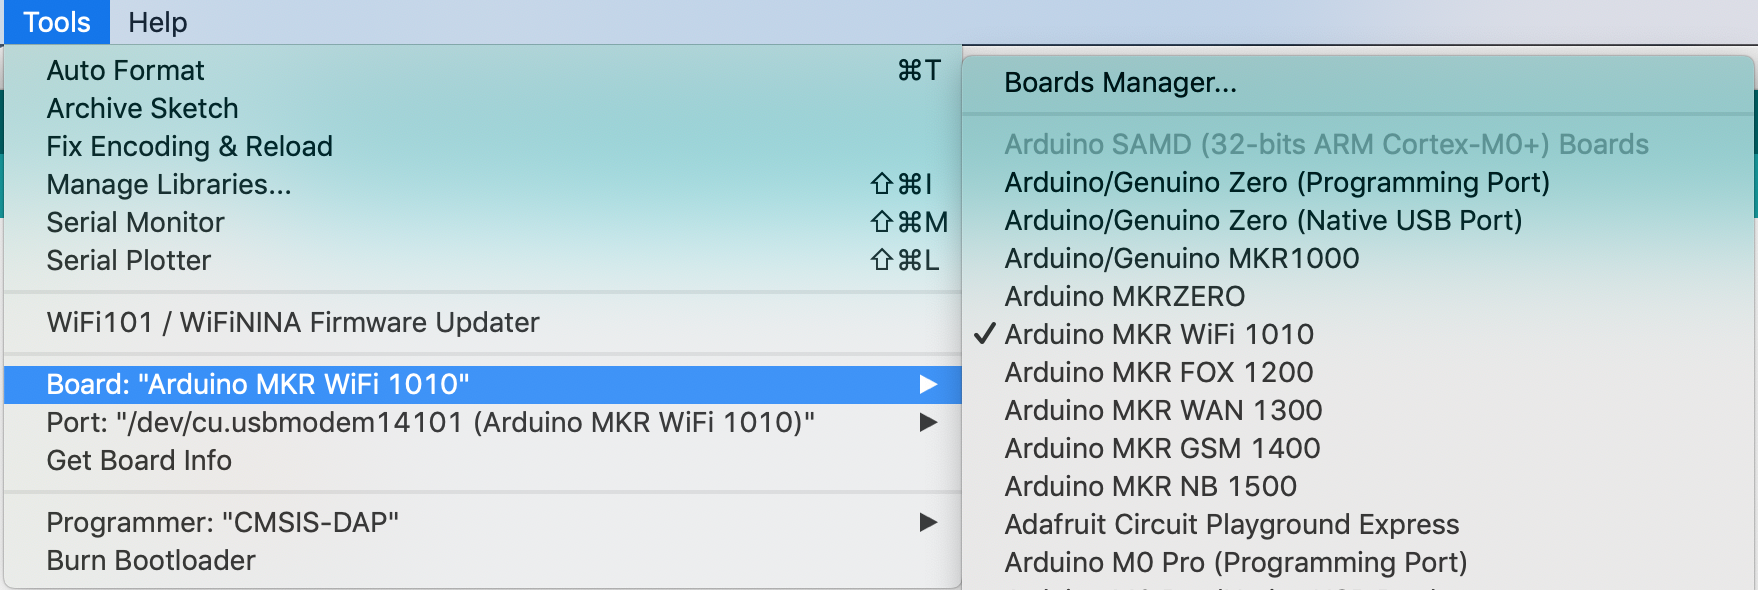 Tools Help
Auto Format ⌘T
Archive Sketch
Fix Encoding & Reload
Manage Libraries... ⇧⌘I
Serial Monitor ⇧⌘M
Serial Plotter ⇧⌘L
WiFi101 / WiFiNINA Firmware Updater
Board: "Arduino MKR WiFi 1010" ▶
Port: "/dev/cu.usbmodem14101 (Arduino MKR WiFi 1010)" ▶
Get Board Info
Programmer: "CMSIS-DAP" ▶
Burn Bootloader
Boards Manager...
Arduino SAMD (32-bits ARM Cortex-M0+) Boards
Arduino/Genuino Zero (Programming Port)
Arduino/Genuino Zero (Native USB Port)
Arduino/Genuino MKR1000
Arduino MKRZERO
✓ Arduino MKR WiFi 1010
Arduino MKR FOX 1200
Arduino MKR WAN 1300
Arduino MKR GSM 1400
Arduino MKR NB 1500
Adafruit Circuit Playground Express
Arduino M0 Pro (Programming Port)